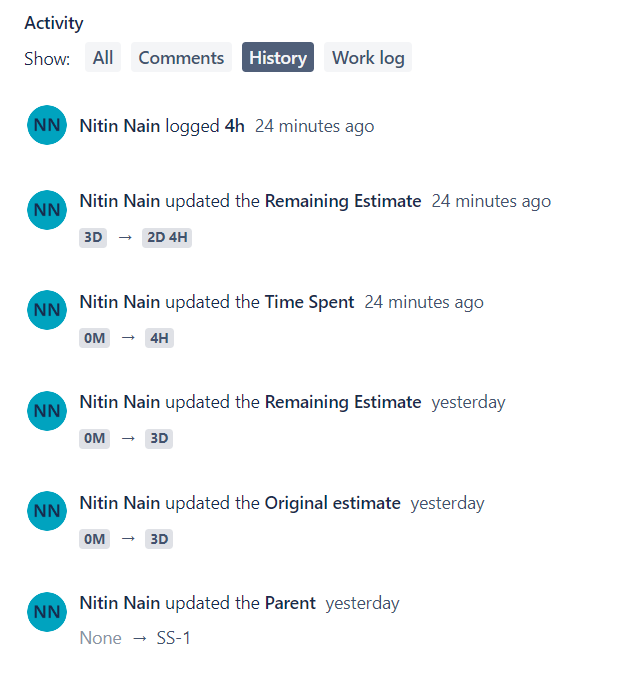 Activity
Show: All Comments History Work log
NN Nitin Nain logged 4h 24 minutes ago
NN Nitin Nain updated the Remaining Estimate 24 minutes ago
3D → 2D 4H
NN Nitin Nain updated the Time Spent 24 minutes ago
0M → 4H
NN Nitin Nain updated the Remaining Estimate yesterday
0M → 3D
NN Nitin Nain updated the Original estimate yesterday
0M → 3D
NN Nitin Nain updated the Parent yesterday
None → SS-1